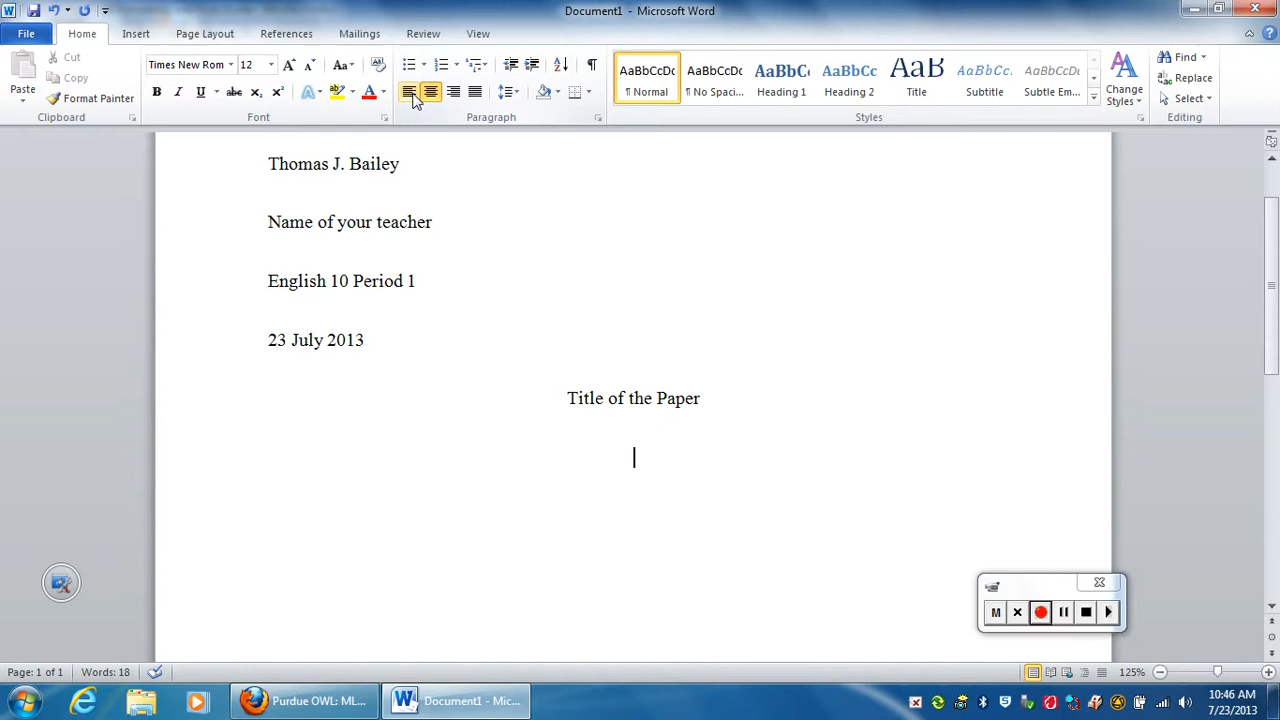 Document1 - Microsoft Word
File Home Insert Page Layout References Mailings Review View
Cut
Copy
Format Painter
Paste
Clipboard
Times New Rom 12
Font
Paragraph
AaBbCcDc AaBbCcDc AaBbCc AaBbCc AaB AaBbCcL AaBbCcDc
¶ Normal ¶ No Spaci... Heading 1 Heading 2 Title Subtitle Subtle Em...
Styles
Change Styles
Find
Replace
Select
Editing
Thomas J. Bailey
Name of your teacher
English 10 Period 1
23 July 2013
Title of the Paper
M
Page: 1 of 1 Words: 18 125%
Purdue OWL: ML... Document1 - Mic...
10:46 AM
7/23/2013